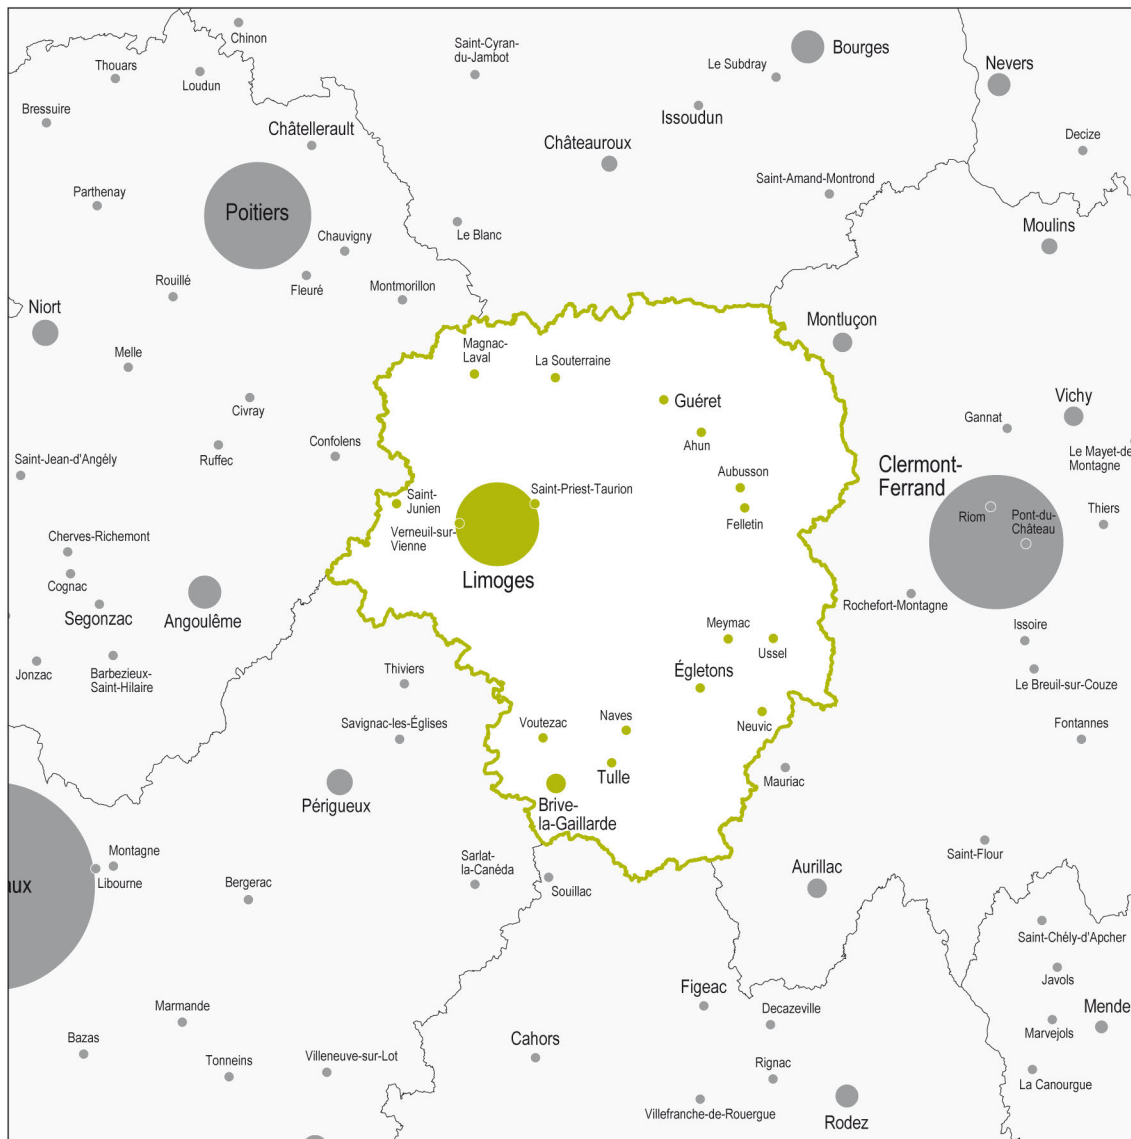 Chinon
Saint-Cyran-
du-Jambot
Bourges
Le Subdray
Nevers
Thouars
Loudun
Bressuire
Issoudun
Châtellerault
Châteauroux
Decize
Parthenay
Saint-Amand-Montrond
Poitiers
Chauvigny
Le Blanc
Moulins
Rouillé
Fleuré
Montmorillon
Niort
Montluçon
Melle
Magnac-
Laval
La Souterraine
Guéret
Vichy
Civray
Gannat
Confolens
Ahun
Ruffec
Le Mayet-de
Montagne
Saint-Jean-d'Angély
Clermont-
Ferrand
Aubusson
Saint-Priest-Taurion
Saint-
Junien
Felletin
Riom
Pont-du-
Château
Thiers
Verneuil-sur-
Vienne
Cherves-Richemont
Limoges
Cognac
Rochefort-Montagne
Segonzac
Angoulême
Meymac
Issoire
Ussel
Jonzac
Barbezieux-
Saint-Hilaire
Thiviers
Égletons
Le Breuil-sur-Couze
Savignac-les-Églises
Voutezac
Naves
Neuvic
Fontannes
Tulle
Mauriac
Périgueux
Brive-
la-Gaillarde
Montagne
Sarlat-
la-Canéda
Saint-Flour
Aurillac
aux
Libourne
Bergerac
Souillac
Saint-Chély-d'Apcher
Javols
Figeac
Marmande
Decazeville
Mende
Marvejols
Bazas
Cahors
Tonneins
Villeneuve-sur-Lot
Rignac
La Canourgue
Villefranche-de-Rouergue
Rodez